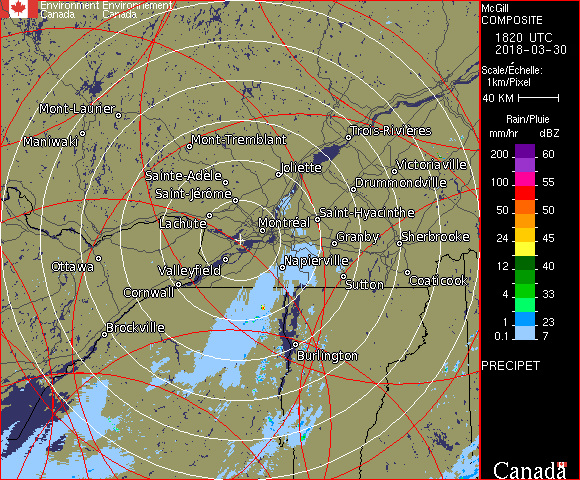 Environment Environnement
Canada Canada
McGill
COMPOSITE
1820 UTC
2018-03-30
Scale/Échelle:
1km/Pixel
40 KM
Rain/Pluie
mm/hr dBZ
200 60
100 55
50 50
24 45
12 40
4 33
1 23
0.1 7
PRECIPET
Canada
Mont-Laurier
Maniwaki
Mont-Tremblant
Trois-Rivières
Joliette
Victoriaville
Sainte-Adèle
Drummondville
Saint-Jérôme
Saint-Hyacinthe
Lachute
Montréal
Granby
Sherbrooke
Ottawa
Valleyfield
Napierville
Sutton
Coaticook
Cornwall
Brockville
Burlington